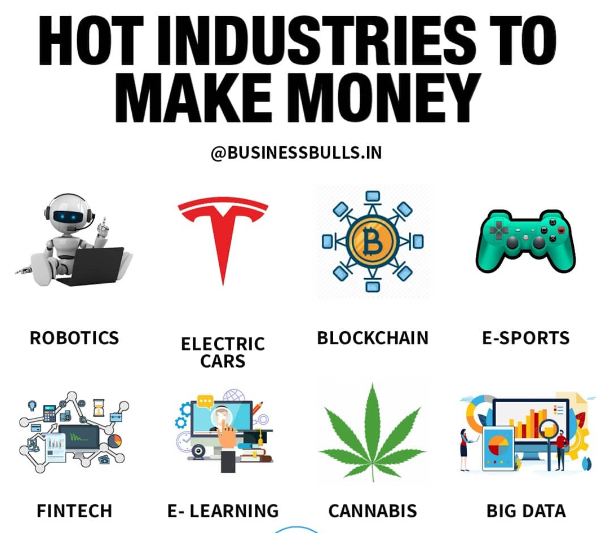 HOT INDUSTRIES TO
MAKE MONEY
@BUSINESSBULLS.IN
ROBOTICS
ELECTRIC
CARS
BLOCKCHAIN
E-SPORTS
FINTECH
E- LEARNING
CANNABIS
BIG DATA